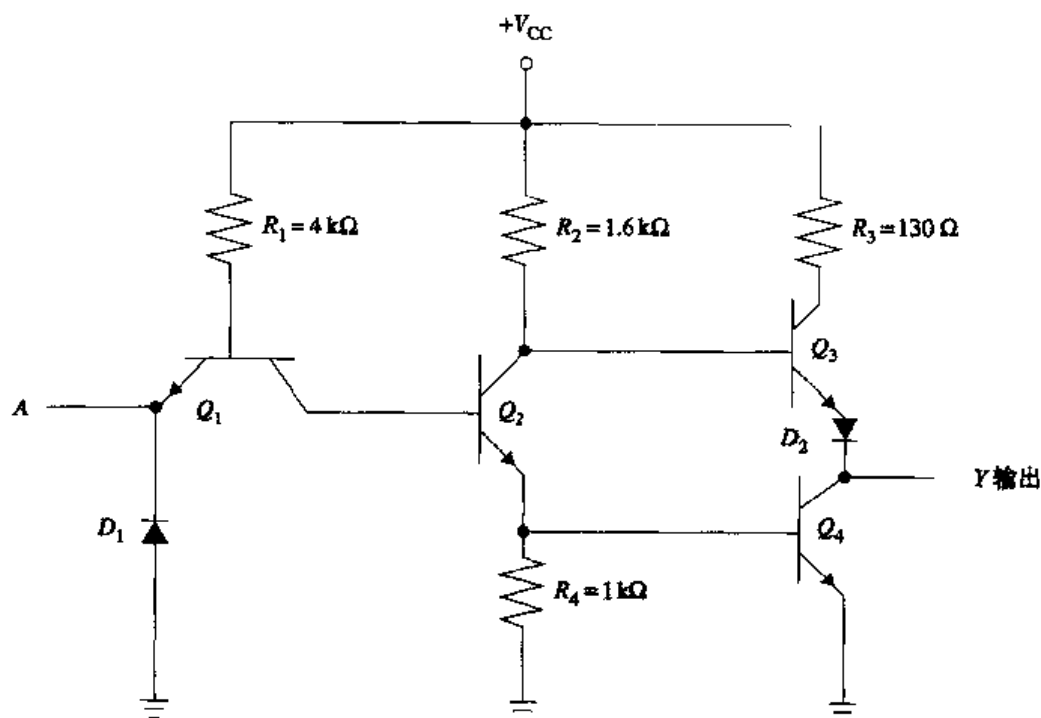 +V_CC
R_1 = 4 kΩ
R_2 = 1.6 kΩ
R_3 = 130 Ω
Q_3
A
Q_1
Q_2
D_2
Y 输出
D_1
Q_4
R_4 = 1 kΩ